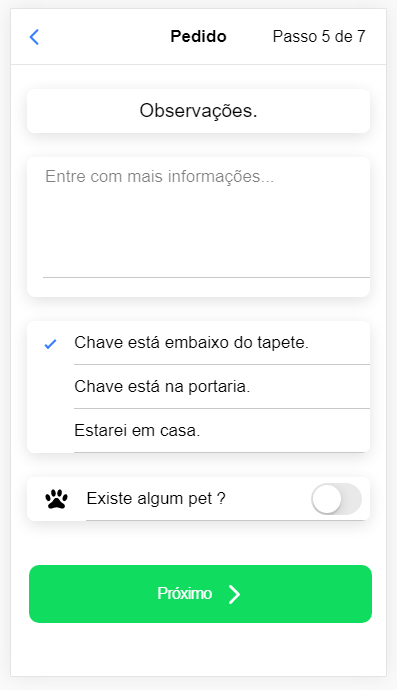 Pedido Passo 5 de 7
Observações.
Entre com mais informações...
Chave está embaixo do tapete.
Chave está na portaria.
Estarei em casa.
Existe algum pet ?
Próximo